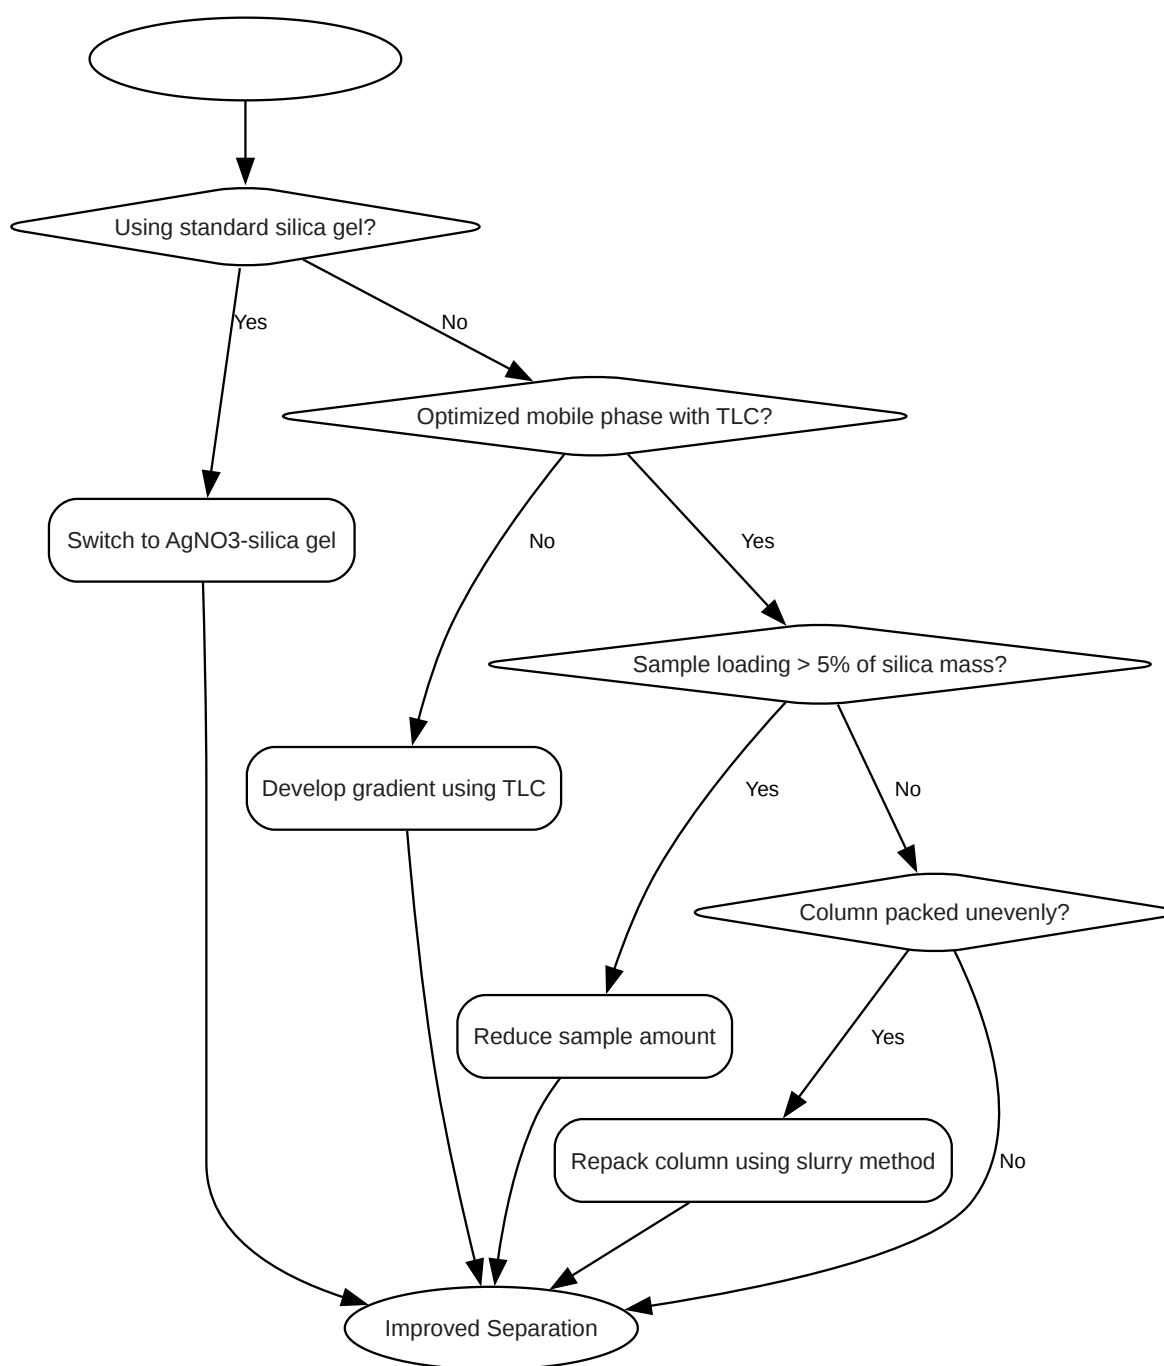 Using standard silica gel?
Yes
No
Optimized mobile phase with TLC?
Switch to AgNO3-silica gel
No
Yes
Sample loading > 5% of silica mass?
Develop gradient using TLC
Yes
No
Column packed unevenly?
Reduce sample amount
Yes
Repack column using slurry method
No
Improved Separation